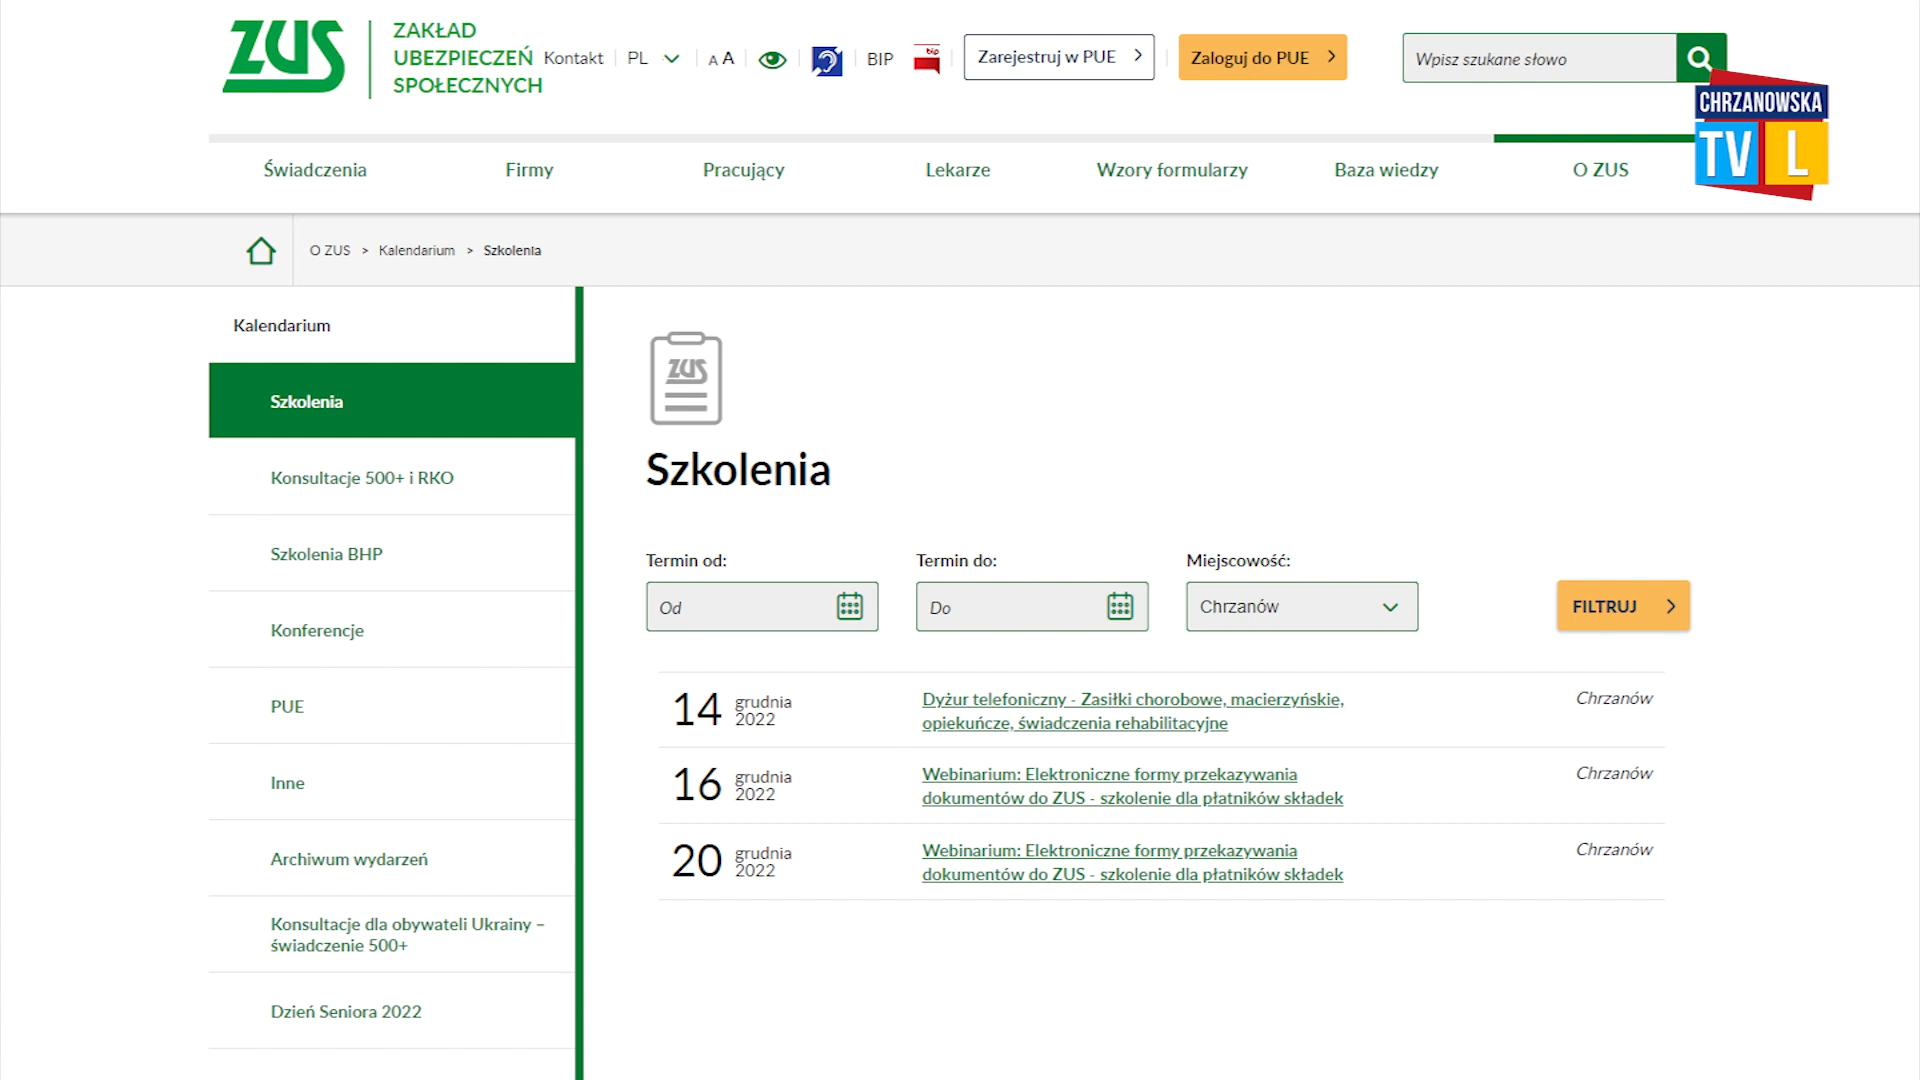 ZUS
ZAKŁAD
UBEZPIECZEŃ
SPOŁECZNYCH
Kontakt
PL
A A
BIP
bip
Zarejestruj w PUE
Zaloguj do PUE
Wpisz szukane słowo
CHRZANOWSKA
TV L
Świadczenia
Firmy
Pracujący
Lekarze
Wzory formularzy
Baza wiedzy
O ZUS
O ZUS > Kalendarium > Szkolenia
Kalendarium
Szkolenia
Konsultacje 500+ i RKO
Szkolenia BHP
Konferencje
PUE
Inne
Archiwum wydarzeń
Konsultacje dla obywateli Ukrainy –
świadczenie 500+
Dzień Seniora 2022
ZUS
Szkolenia
Termin od:
Termin do:
Miejscowość:
Od
Do
Chrzanów
FILTRUJ
14 grudnia
2022
Dyżur telefoniczny - Zasiłki chorobowe, macierzyńskie,
opiekuńcze, świadczenia rehabilitacyjne
Chrzanów
16 grudnia
2022
Webinarium: Elektroniczne formy przekazywania
dokumentów do ZUS - szkolenie dla płatników składek
Chrzanów
20 grudnia
2022
Webinarium: Elektroniczne formy przekazywania
dokumentów do ZUS - szkolenie dla płatników składek
Chrzanów